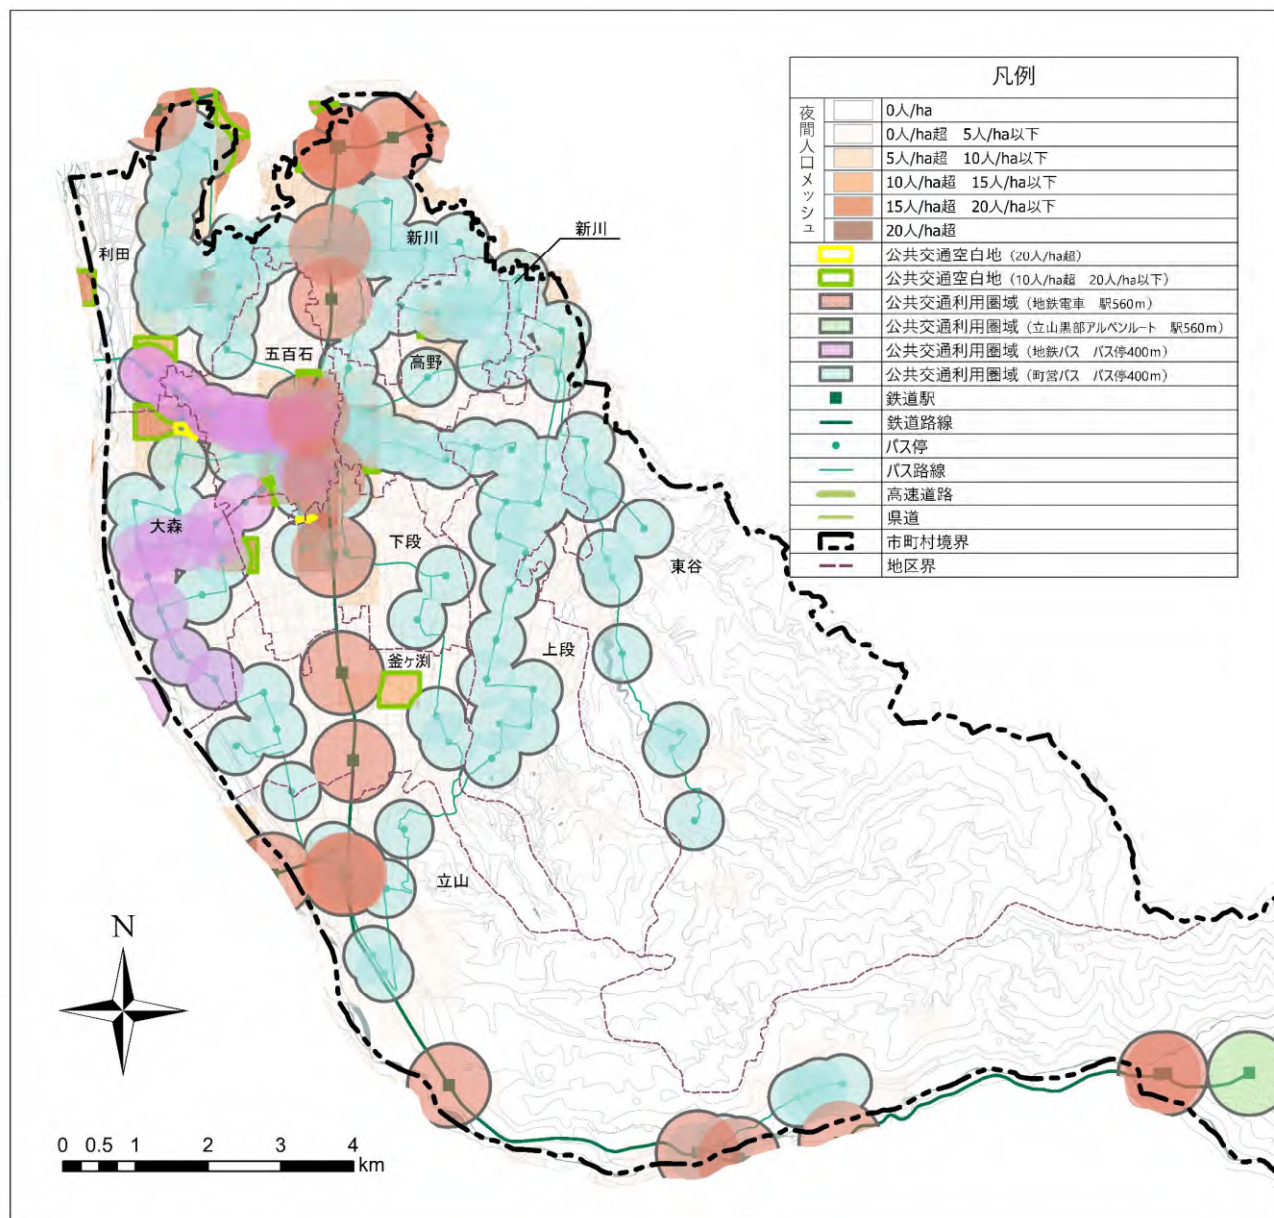 凡例
夜間人口メッシュ
0人/ha
0人/ha超　5人/ha以下
5人/ha超　10人/ha以下
10人/ha超　15人/ha以下
15人/ha超　20人/ha以下
20人/ha超
公共交通空白地（20人/ha超）
公共交通空白地（10人/ha超　20人/ha以下）
公共交通利用圏域（地鉄電車　駅560m）
公共交通利用圏域（立山黒部アルペンルート　駅560m）
公共交通利用圏域（地鉄バス　バス停400m）
公共交通利用圏域（町営バス　バス停400m）
鉄道駅
鉄道路線
バス停
バス路線
高速道路
県道
市町村境界
地区界
利田
新川
新川
五百石
高野
大森
下段
東谷
上段
釜ヶ渕
立山
N
0 0.5 1 2 3 4
km